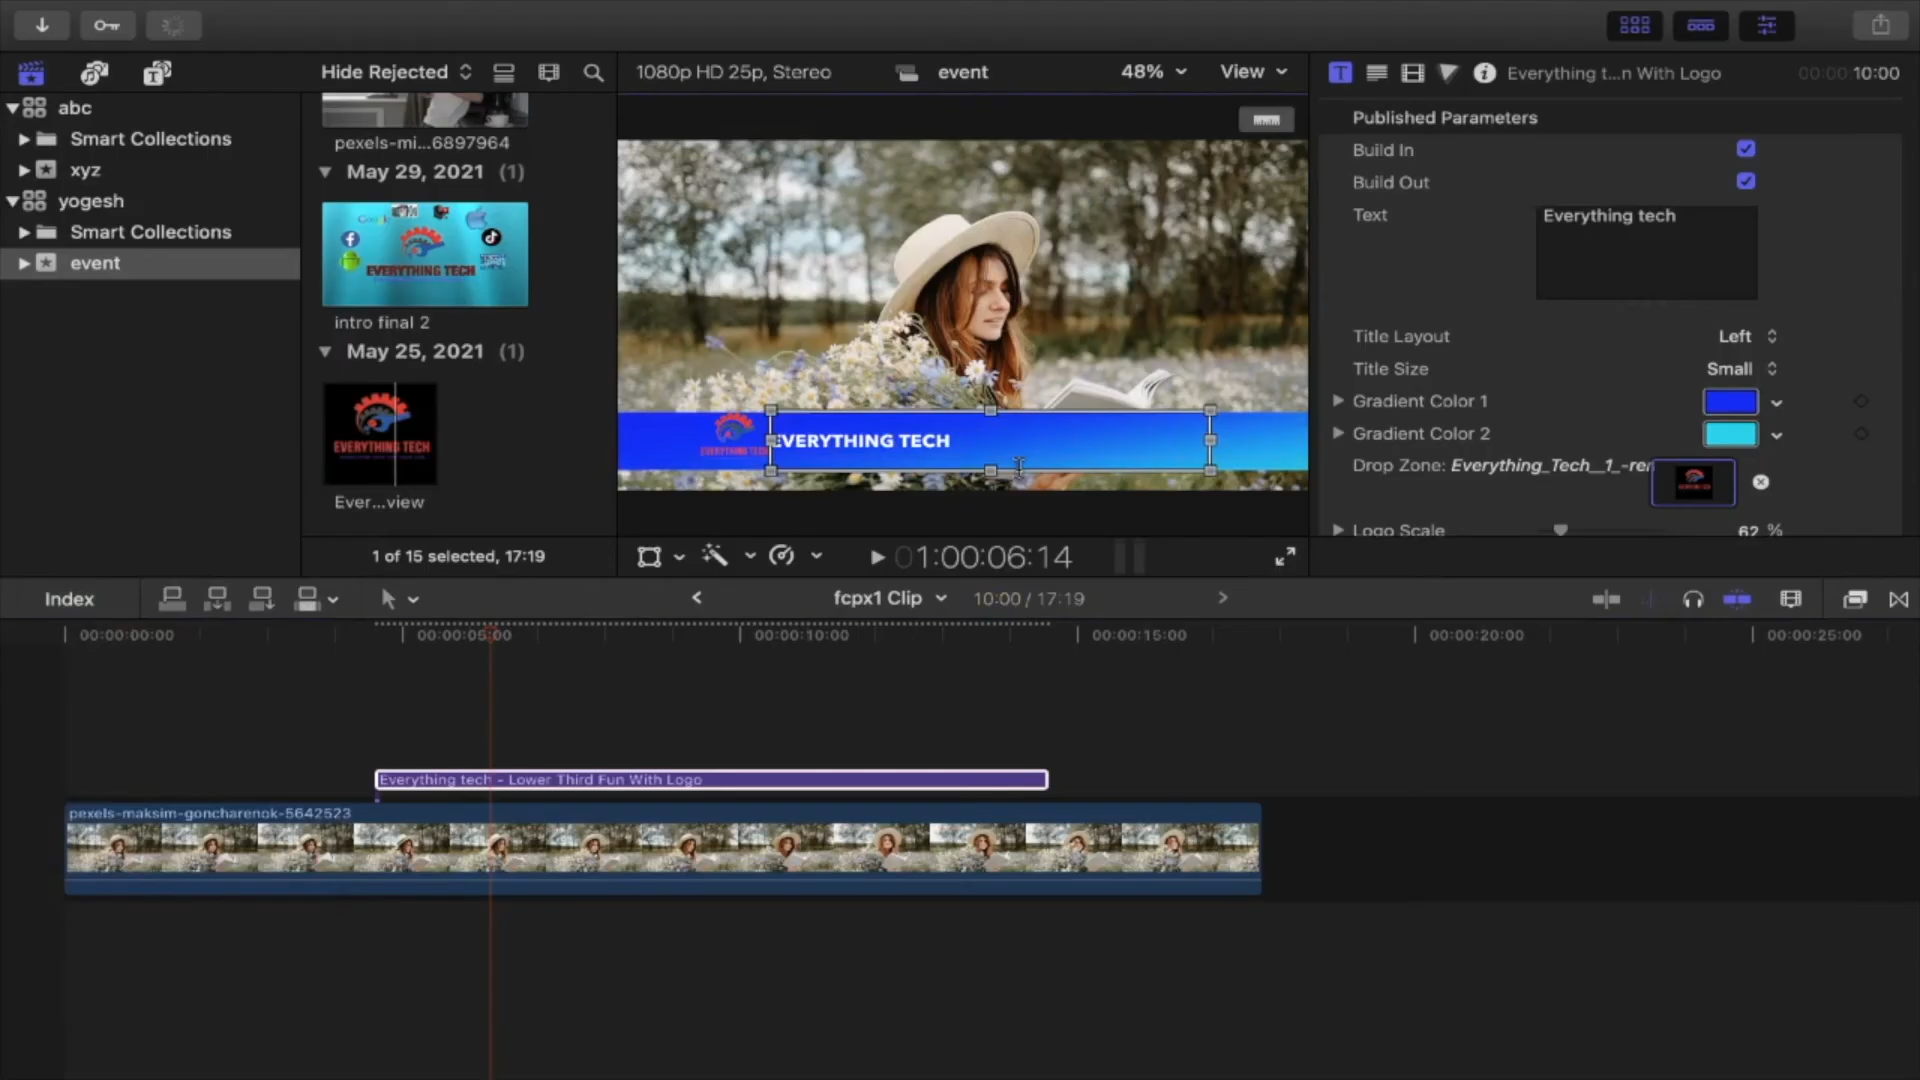 Hide Rejected
1080p HD 25p, Stereo
event
48%
View
Everything t...n With Logo
00:00:10:00
abc
Smart Collections
xyz
yogesh
Smart Collections
event
pexels-mi...6897964
May 29, 2021 (1)
EVERYTHING TECH
intro final 2
May 25, 2021 (1)
EVERYTHING TECH
Ever...view
1 of 15 selected, 17:19
EVERYTHING TECH
EVERYTHING TECH
01:00:06:14
Published Parameters
Build In
Build Out
Text
Everything tech
Title Layout
Left
Title Size
Small
Gradient Color 1
Gradient Color 2
Drop Zone: Everything_Tech__1_-rem
Logo Scale
62 %
Index
fcpx1 Clip
10:00 / 17:19
00:00:00:00
00:00:05:00
00:00:10:00
00:00:15:00
00:00:20:00
00:00:25:00
Everything tech - Lower Third Fun With Logo
pexels-maksim-goncharenok-5642523